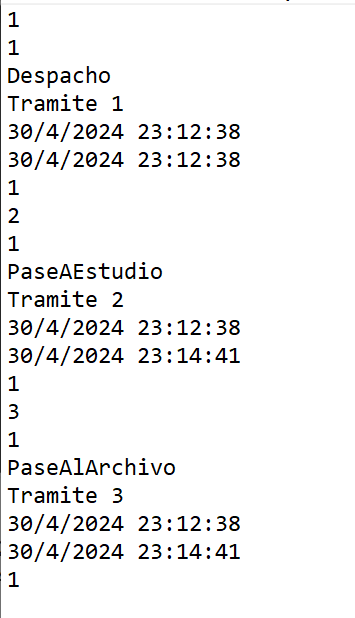 1
1
Despacho
Tramite 1
30/4/2024 23:12:38
30/4/2024 23:12:38
1
2
1
PaseAEstudio
Tramite 2
30/4/2024 23:12:38
30/4/2024 23:14:41
1
3
1
PaseAlArchivo
Tramite 3
30/4/2024 23:12:38
30/4/2024 23:14:41
1